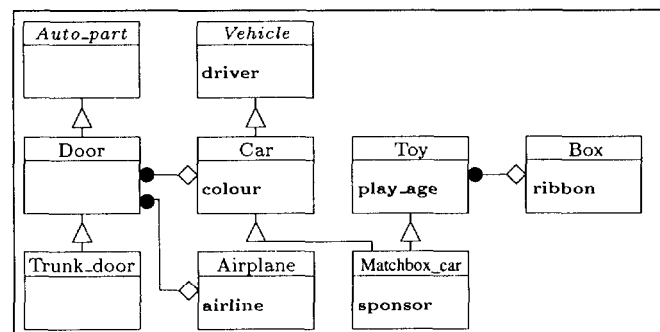 Auto_part
Vehicle
driver
Door
Car
colour
Toy
play_age
Box
ribbon
Trunk_door
Airplane
airline
Matchbox_car
sponsor